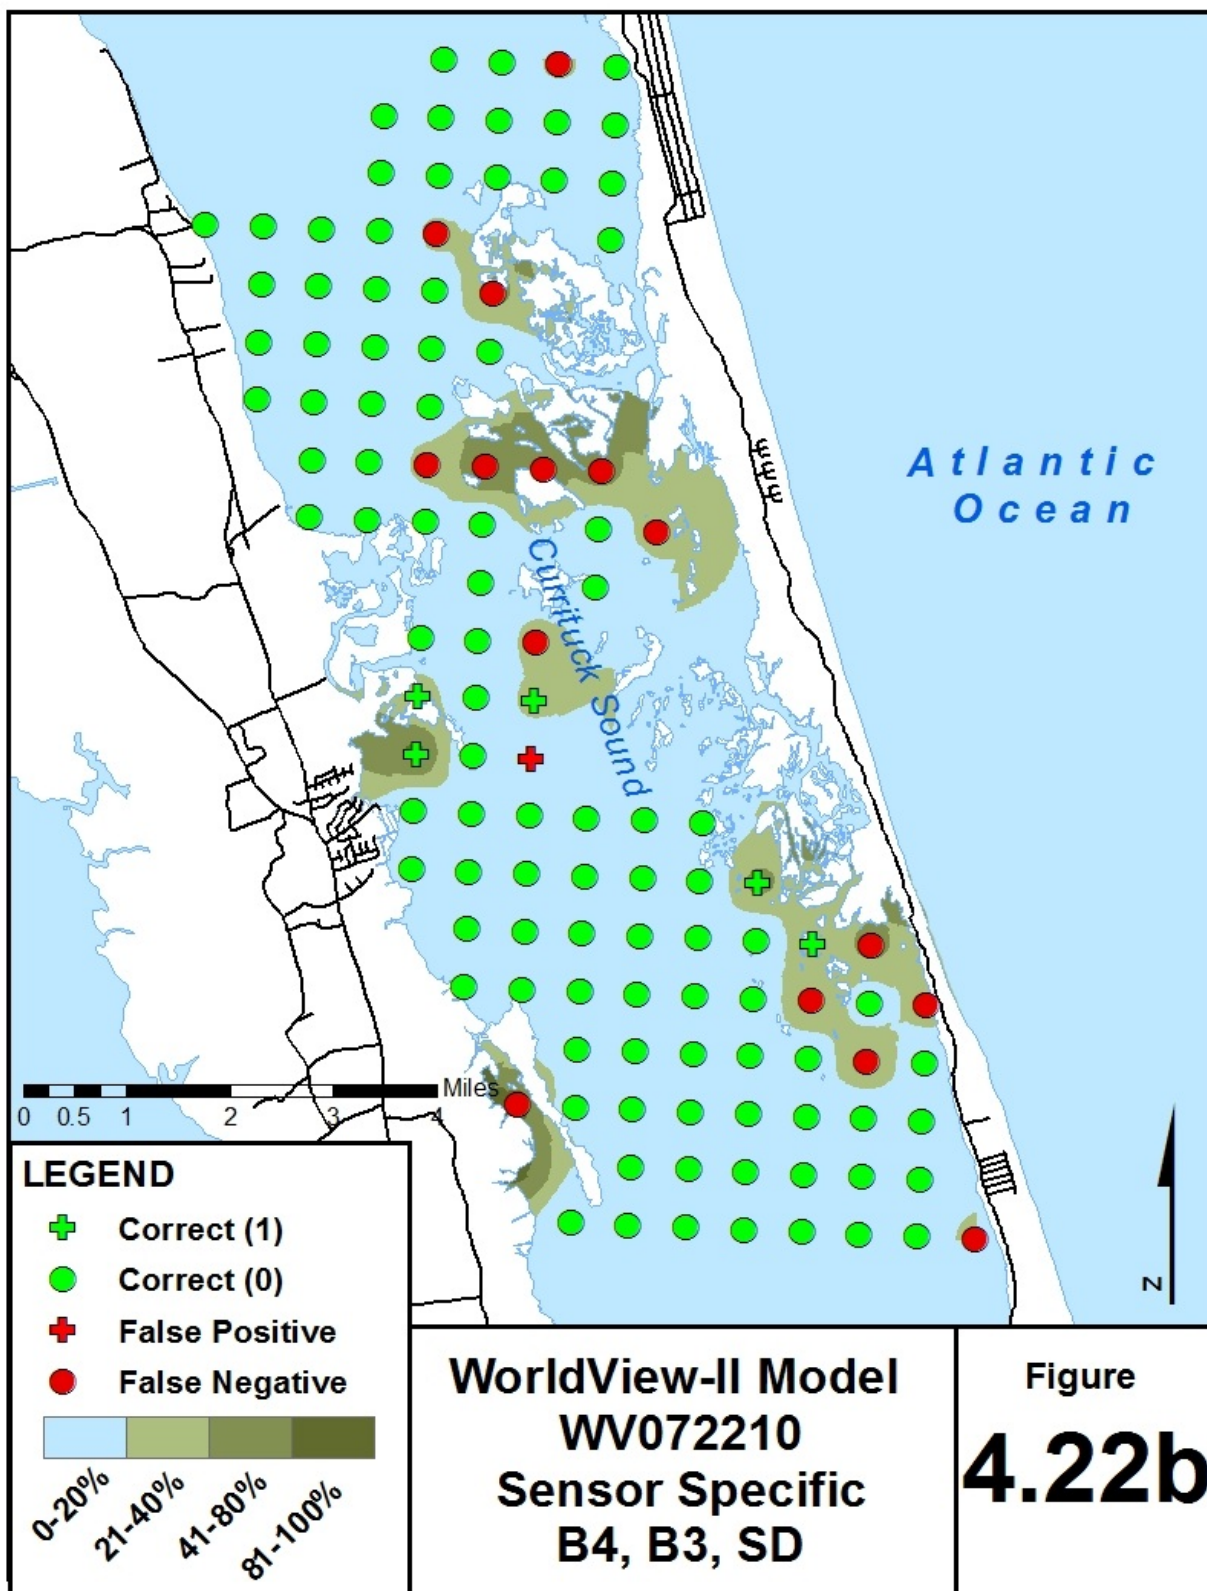 Atlantic
Ocean
Currituck Sound
Miles
0 0.5 1 2 3 4
LEGEND
Correct (1)
Correct (0)
False Positive
False Negative
0-20%
21-40%
41-80%
81-100%
N
WorldView-II Model
WV072210
Sensor Specific
B4, B3, SD
Figure
4.22b